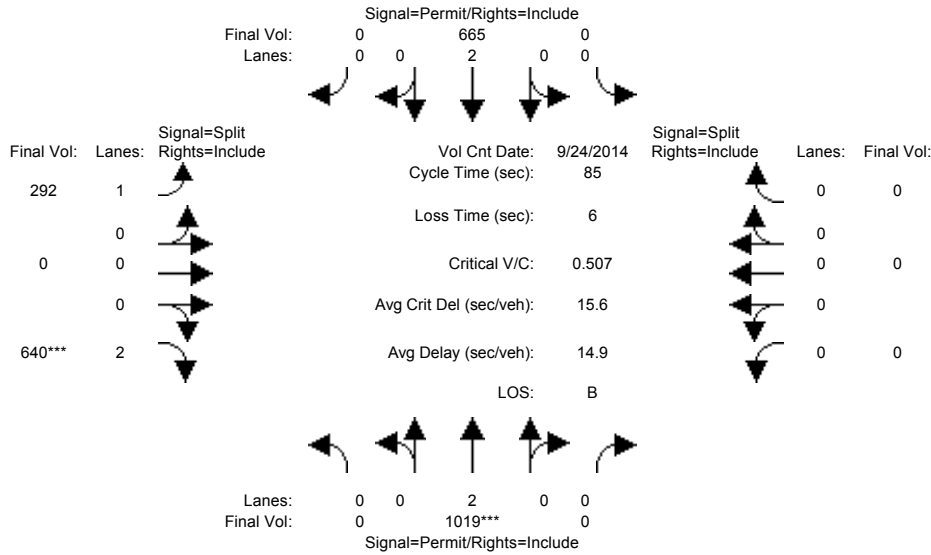 Signal=Permit/Rights=Include
Final Vol: 0 665 0
Lanes: 0 0 2 0 0
Signal=Split
Final Vol: Lanes: Rights=Include
Vol Cnt Date: 9/24/2014
Signal=Split
Rights=Include Lanes: Final Vol:
292 1
Cycle Time (sec): 85
0 0
0
Loss Time (sec): 6
0
0 0
Critical V/C: 0.507
0 0
0
Avg Crit Del (sec/veh): 15.6
0
640*** 2
Avg Delay (sec/veh): 14.9
0 0
LOS: B
Lanes: 0 0 2 0 0
Final Vol: 0 1019*** 0
Signal=Permit/Rights=Include